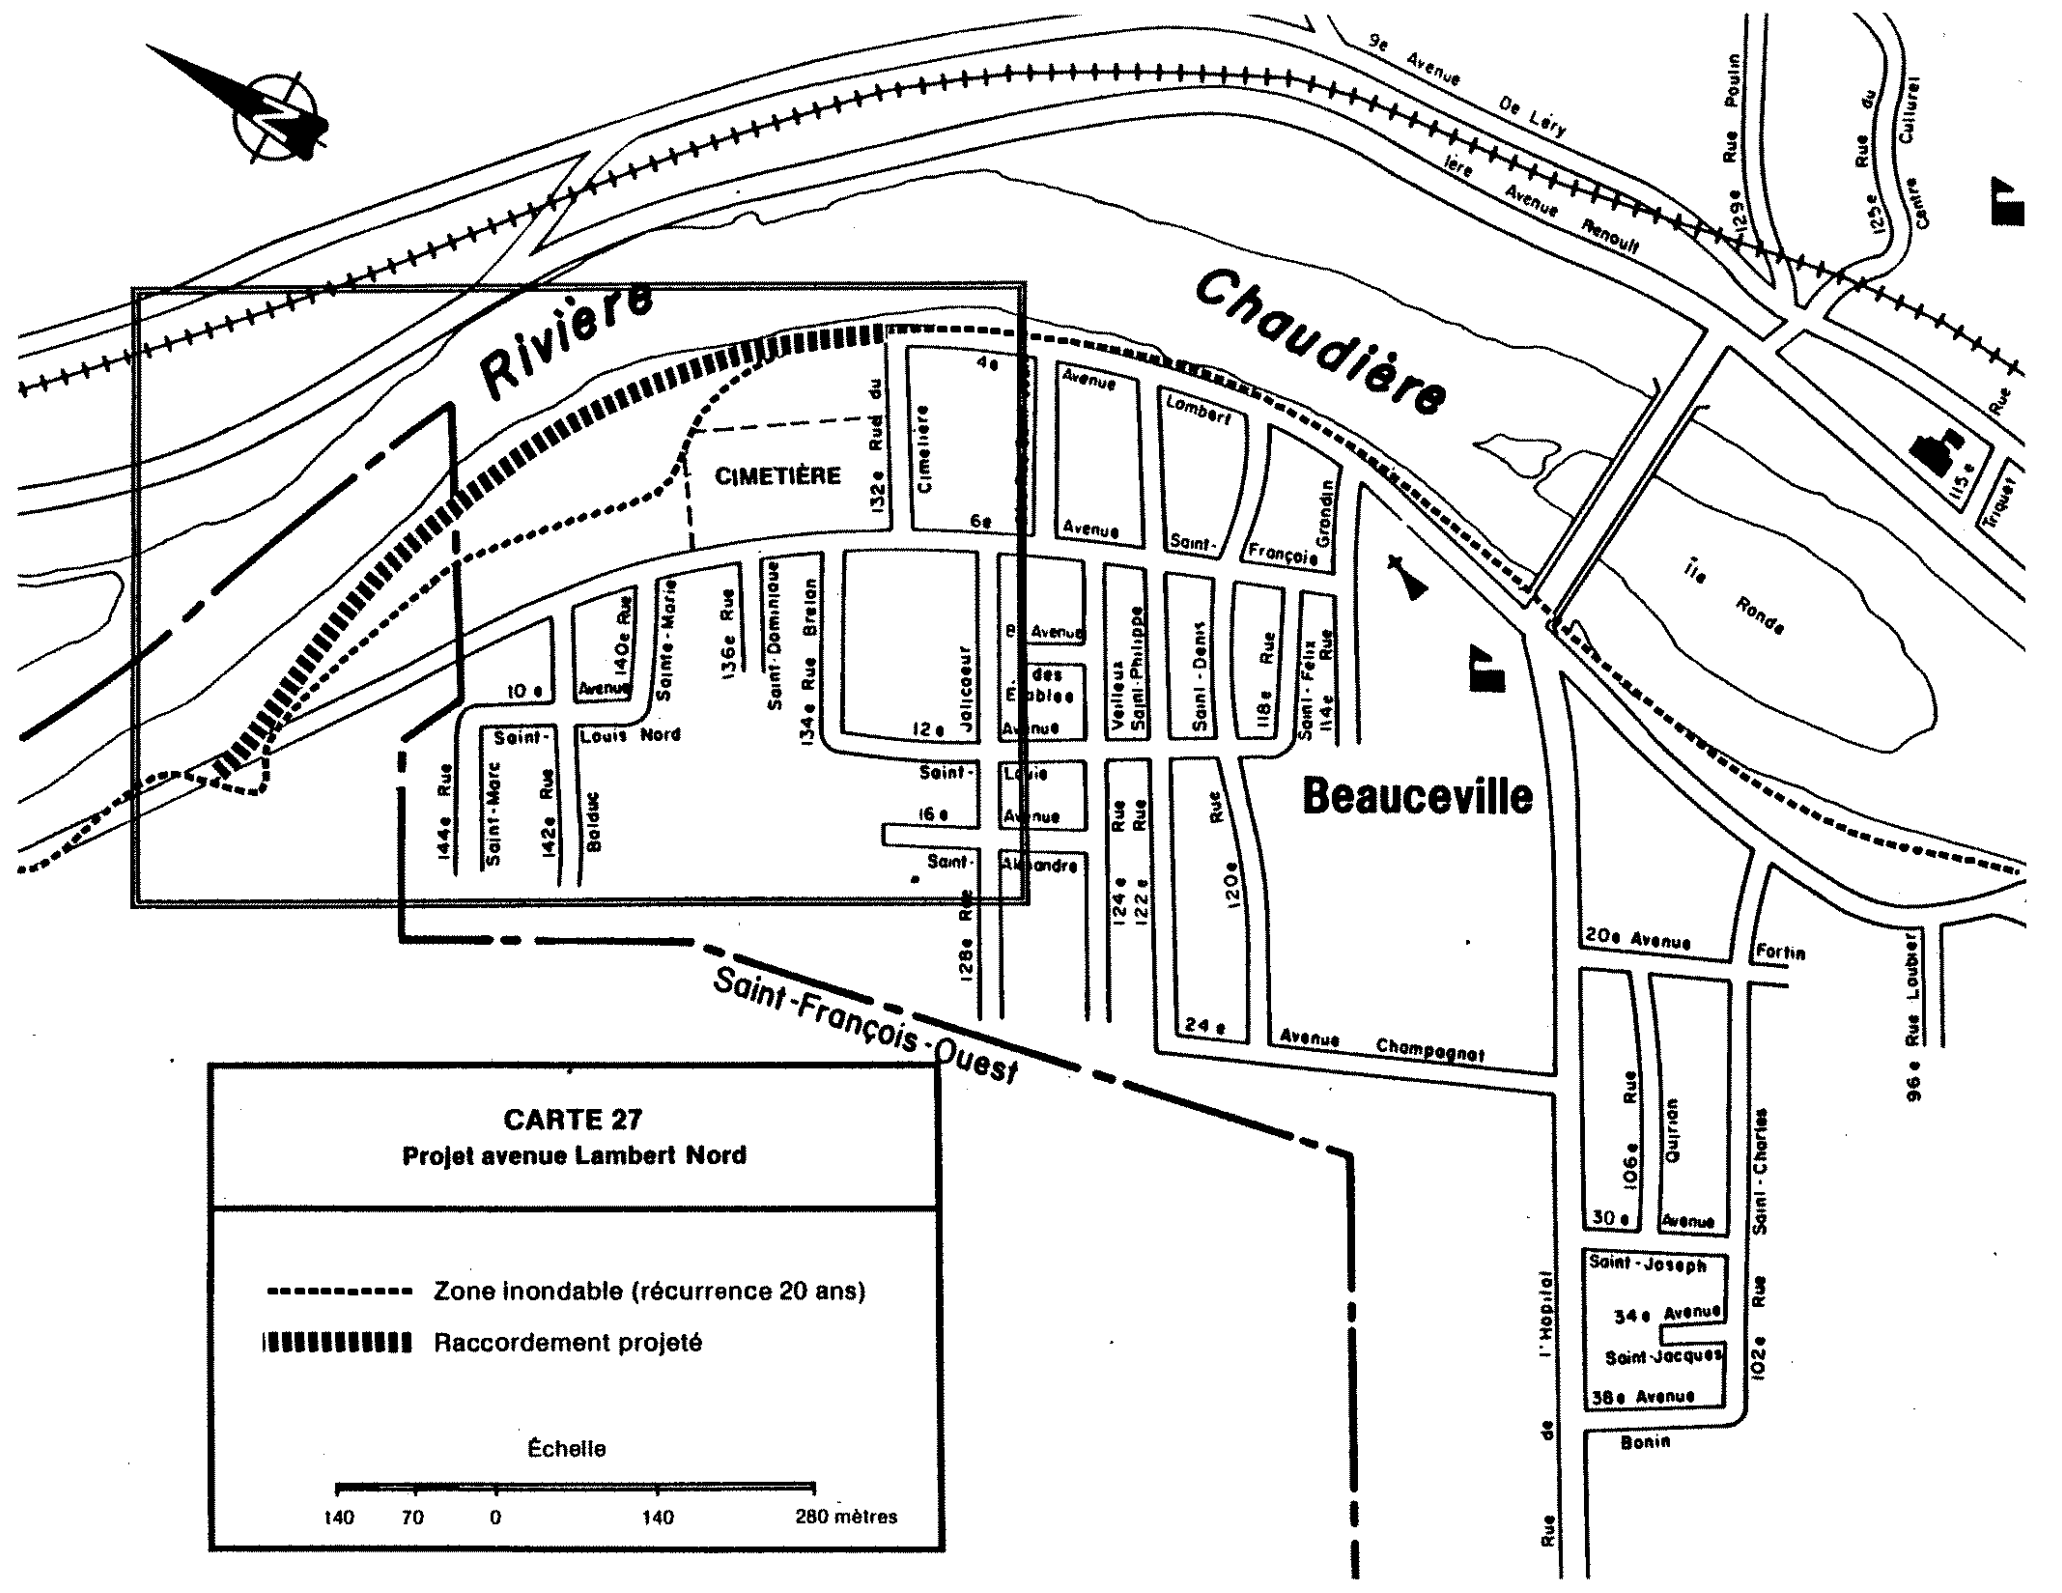 9e Avenue De Léry
1ère Avenue Renault
129e Rue Poulin
125e Rue du
Centre Culturel
Rivière
Chaudière
115e Rue
Triquet
Île Ronde
4e Avenue
Lambert
132e Rue du
Cimetière
CIMETIÈRE
6e Avenue
Saint-François
Grondin
140e Rue
Sainte-Marie
136e Rue
Saint-Dominique
134e Rue Breton
Jolicoeur
8e Avenue
des
Érables
Veilleux
Saint-Philippe
Saint-Denis
118e Rue
Saint-Félix
114e Rue
10e Avenue
Saint-Louis Nord
12e Avenue
Saint-Louis
16e Avenue
Saint-Alexandre
144e Rue
Saint-Marc
142e Rue
Bolduc
128e Rue
124e Rue
122e Rue
120e Rue
Beauceville
24e Avenue Champagnat
20e Avenue
Fortin
96e Rue Loubier
Saint-François-Ouest
106e Rue
Quirion
30e Avenue
Saint-Joseph
34e Avenue
Saint-Jacques
38e Avenue
Bonin
102e Rue Saint-Charles
Rue de l'Hôpital
CARTE 27
Projet avenue Lambert Nord
Zone inondable (récurrence 20 ans)
Raccordement projeté
Échelle
140 70 0 140 280 mètres